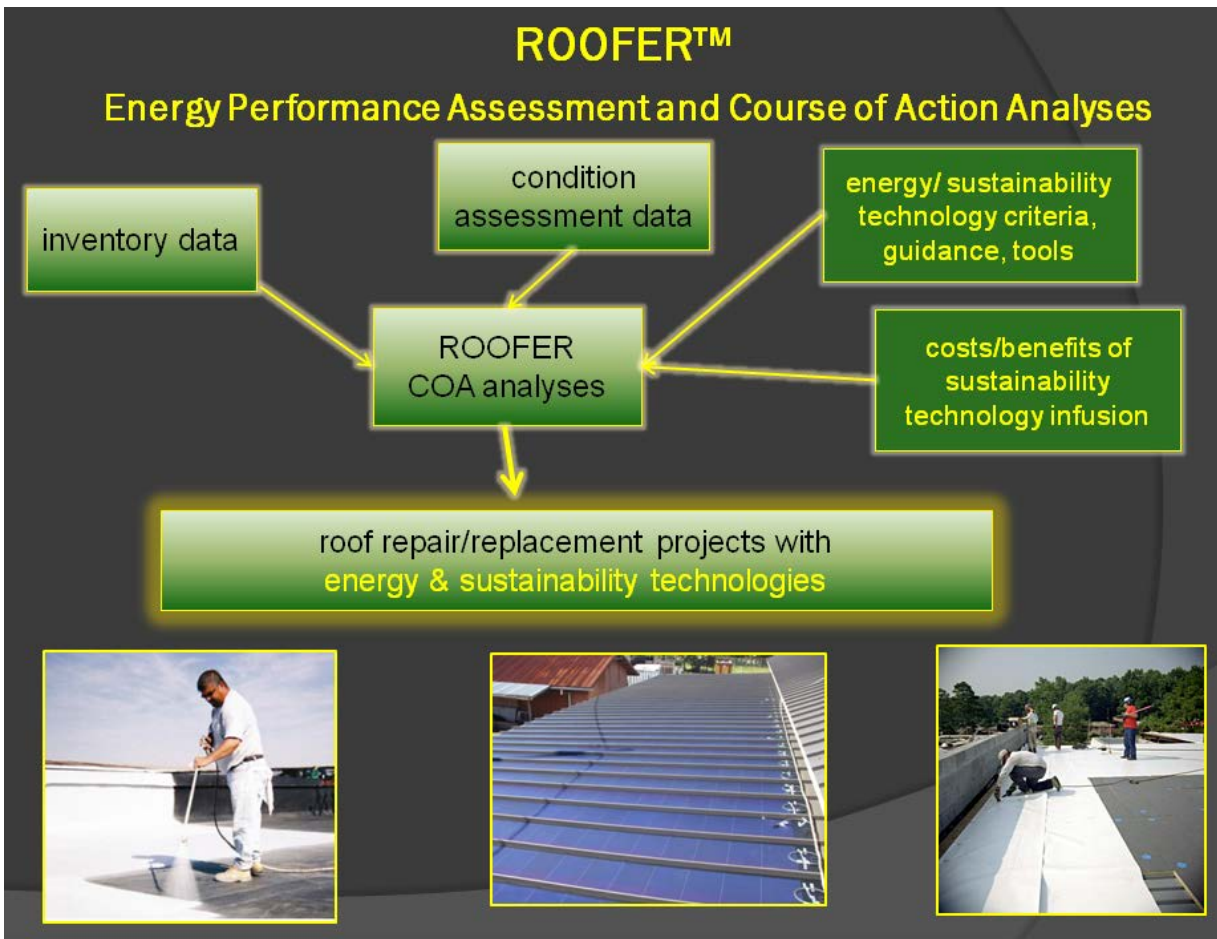 ROOFER™
Energy Performance Assessment and Course of Action Analyses
inventory data
condition
assessment data
energy/ sustainability
technology criteria,
guidance, tools
ROOFER
COA analyses
costs/benefits of
sustainability
technology infusion
roof repair/replacement projects with
energy & sustainability technologies